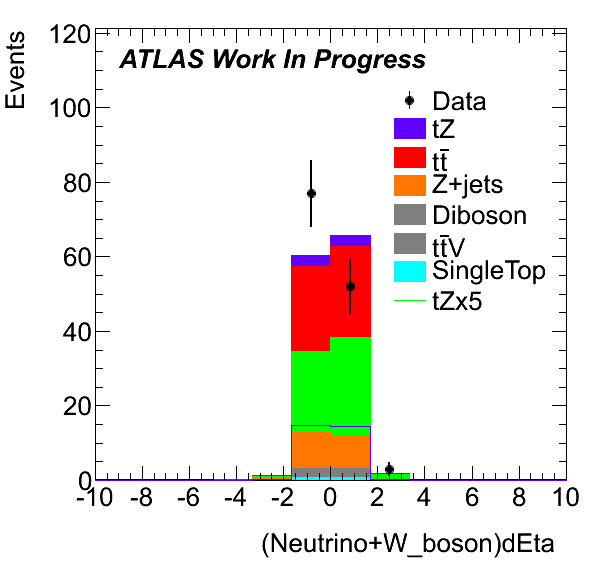 Events
120
100
80
60
40
20
0
ATLAS Work In Progress
Data
tZ
tt̄
Z+jets
Diboson
tt̄V
SingleTop
tZx5
-10 -8 -6 -4 -2 0 2 4 6 8 10
(Neutrino+W_boson)dEta